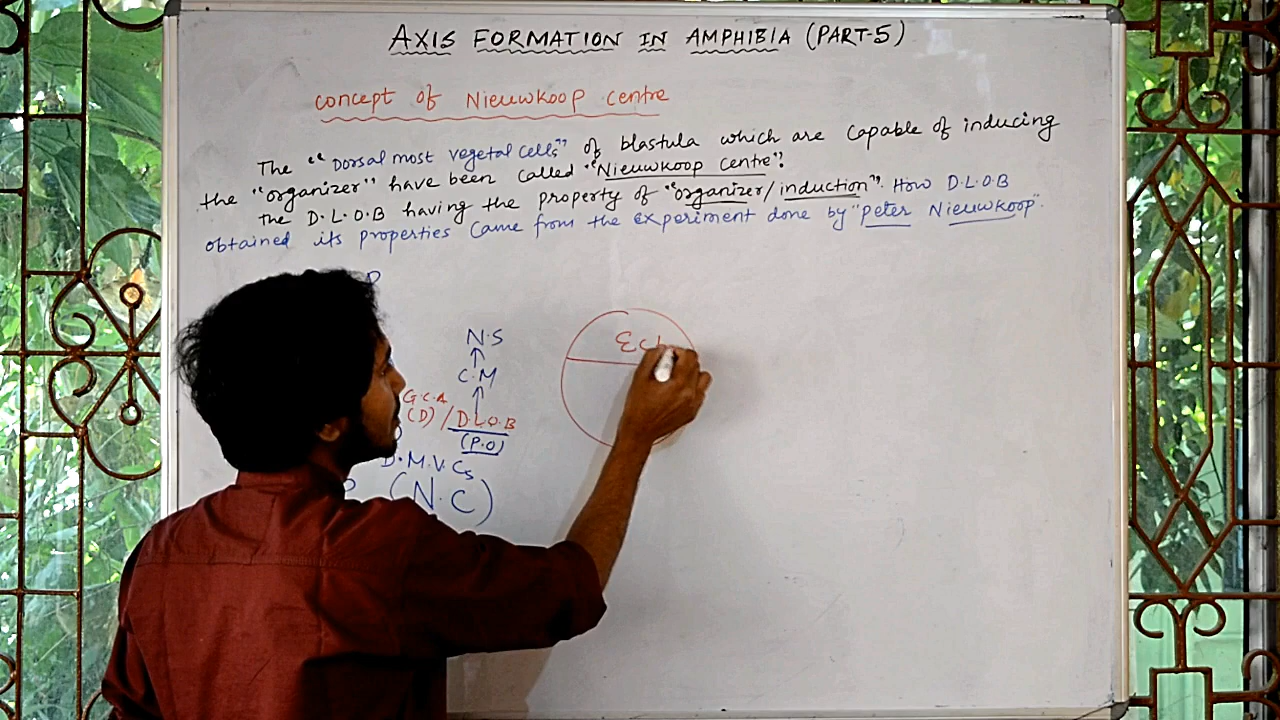 AXIS FORMATION IN AMPHIBIA (PART-5)
concept of Nieuwkoop centre
The "Dorsal most vegetal cells" of blastula which are capable of inducing
the "organizer" have been called "Nieuwkoop centre".
The D.L.O.B having the property of "organizer/induction". How D.L.O.B
obtained its properties came from the experiment done by "Peter Nieuwkoop".
P
N.S
C.M
G.C.A
(D) / D.L.O.B
(P.O)
D.M.V.Cs
(N.C)
Ect